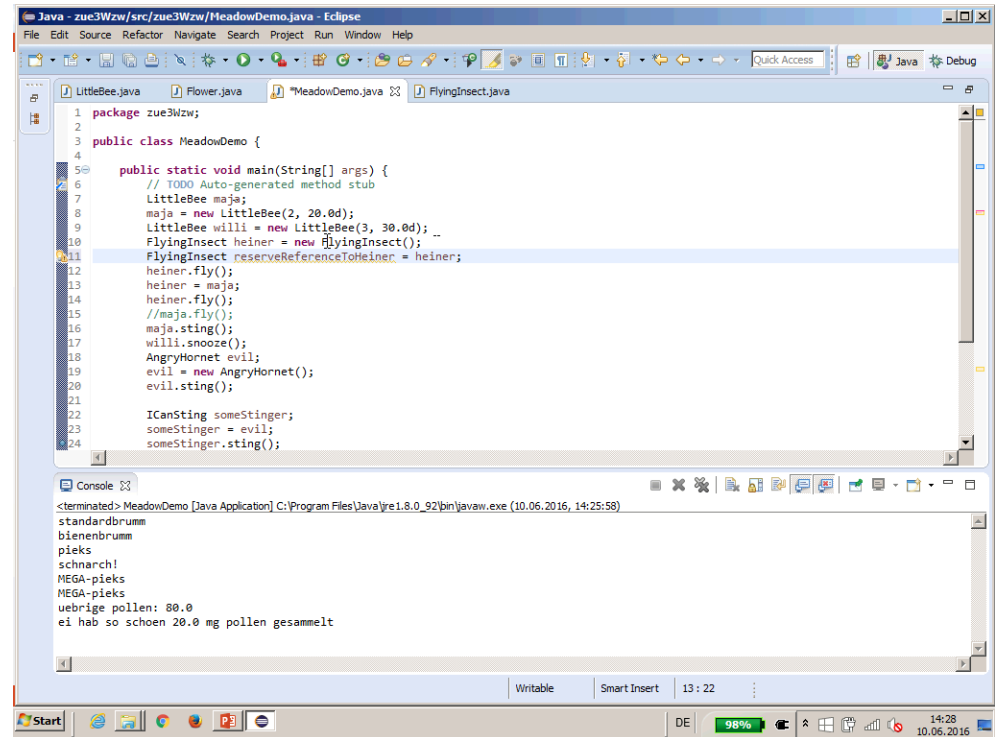 Java - zue3Wzw/src/zue3Wzw/MeadowDemo.java - Eclipse
File Edit Source Refactor Navigate Search Project Run Window Help
Quick Access Java Debug
LittleBee.java Flower.java *MeadowDemo.java FlyingInsect.java
1 package zue3Wzw;
2
3 public class MeadowDemo {
4
5 public static void main(String[] args) {
6 // TODO Auto-generated method stub
7 LittleBee maja;
8 maja = new LittleBee(2, 20.0d);
9 LittleBee willi = new LittleBee(3, 30.0d);
10 FlyingInsect heiner = new FlyingInsect();
11 FlyingInsect reserveReferenceToHeiner = heiner;
12 heiner.fly();
13 heiner = maja;
14 heiner.fly();
15 //maja.fly();
16 maja.sting();
17 willi.snooze();
18 AngryHornet evil;
19 evil = new AngryHornet();
20 evil.sting();
21
22 ICanSting someStinger;
23 someStinger = evil;
24 someStinger.sting();
Console
<terminated> MeadowDemo [Java Application] C:\Program Files\Java\jre1.8.0_92\bin\javaw.exe (10.06.2016, 14:25:58)
standardbrumm
bienenbrumm
pieks
schnarch!
MEGA-pieks
MEGA-pieks
uebrige pollen: 80.0
ei hab so schoen 20.0 mg pollen gesammelt
Writable Smart Insert 13 : 22
Start DE 98% 14:28
10.06.2016